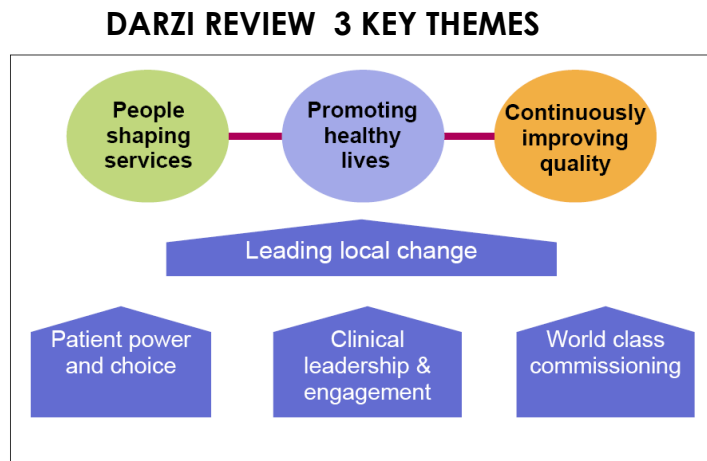 DARZI REVIEW 3 KEY THEMES
People
shaping
services
Promoting
healthy
lives
Continuously
improving
quality
Leading local change
Patient power
and choice
Clinical
leadership &
engagement
World class
commissioning